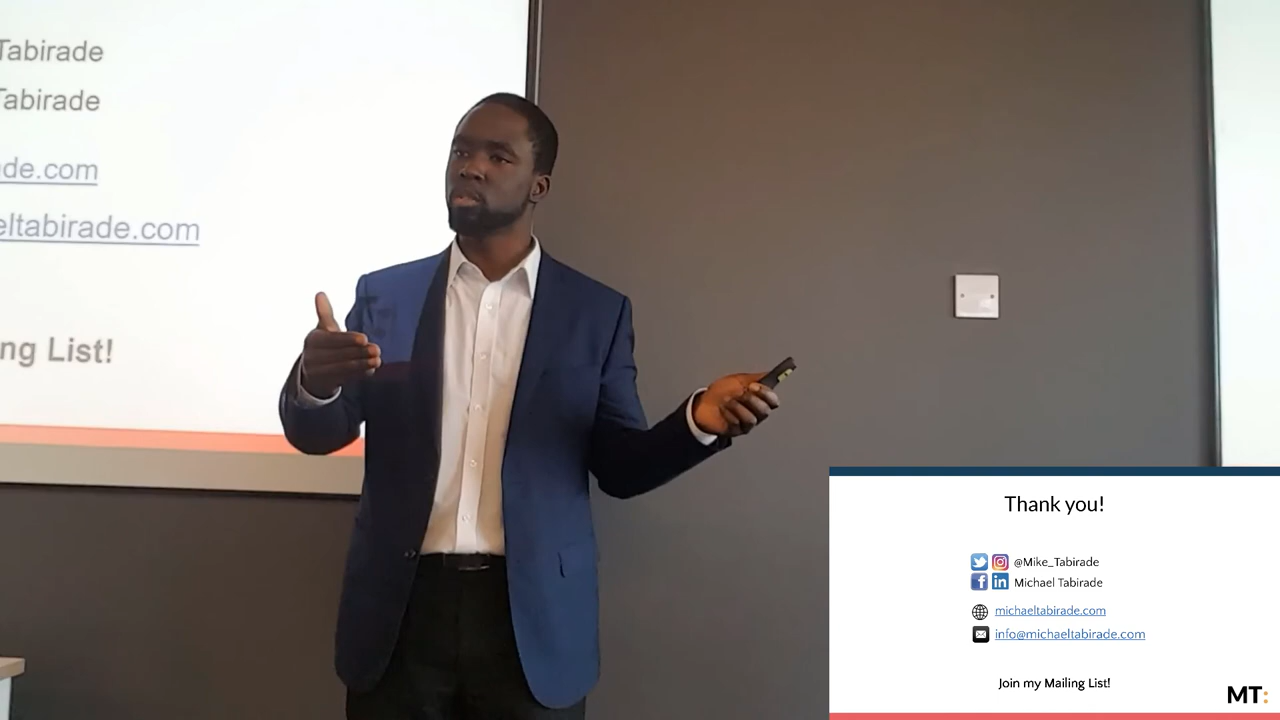 Tabirade
Tabirade
de.com
eltabirade.com
ng List!
Thank you!
@Mike_Tabirade
Michael Tabirade
michaeltabirade.com
info@michaeltabirade.com
Join my Mailing List!
MT: